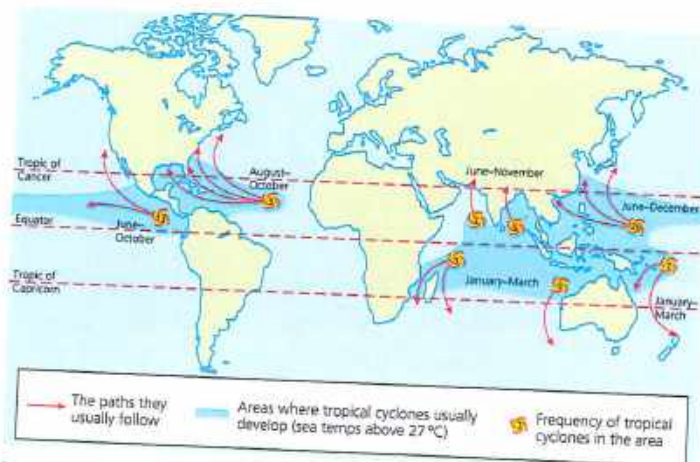 Tropic of
Cancer
August–
October
June–November
June–December
Equator
June–
October
Tropic of
Capricorn
January–March
January–
March
The paths they
usually follow
Areas where tropical cyclones usually
develop (sea temps above 27 °C)
Frequency of tropical
cyclones in the area